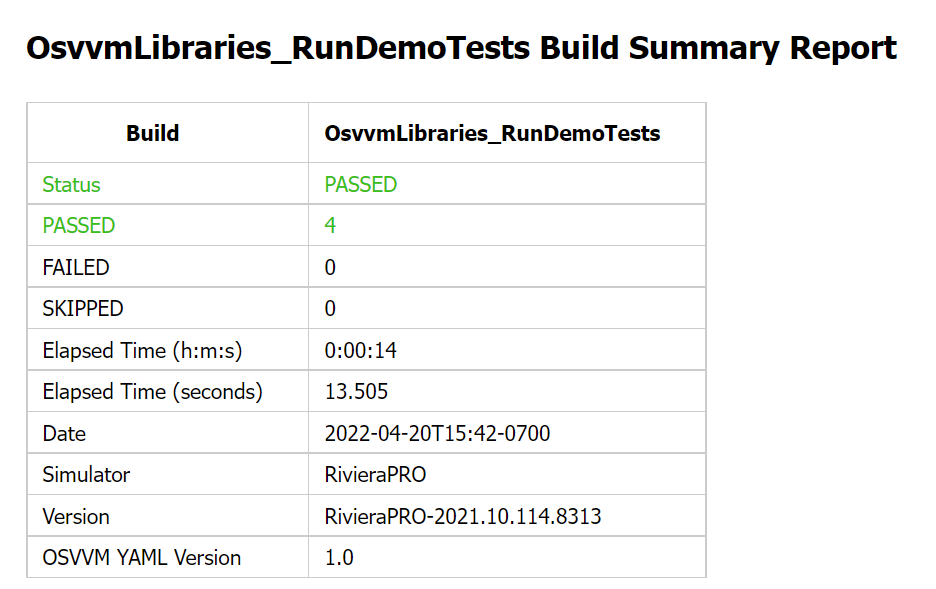 OsvvmLibraries_RunDemoTests Build Summary Report
Build OsvvmLibraries_RunDemoTests
Status PASSED
PASSED 4
FAILED 0
SKIPPED 0
Elapsed Time (h:m:s) 0:00:14
Elapsed Time (seconds) 13.505
Date 2022-04-20T15:42-0700
Simulator RivieraPRO
Version RivieraPRO-2021.10.114.8313
OSVVM YAML Version 1.0